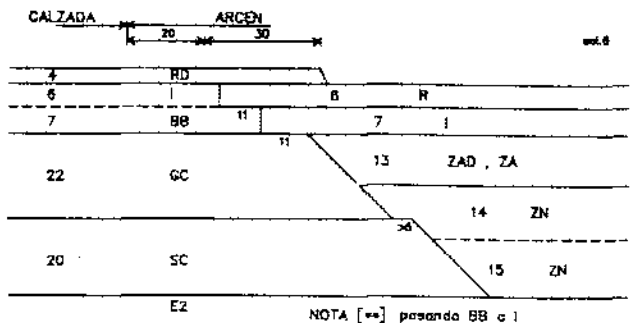 CALZADA ARCEN
20 30
sol.6
4 RD
6 I 6 R
7 BB 11 7 I
11
22 GC 13 ZAD , ZA
14 ZN
20 SC 15 ZN
E2
NOTA [**] pasando BB a I